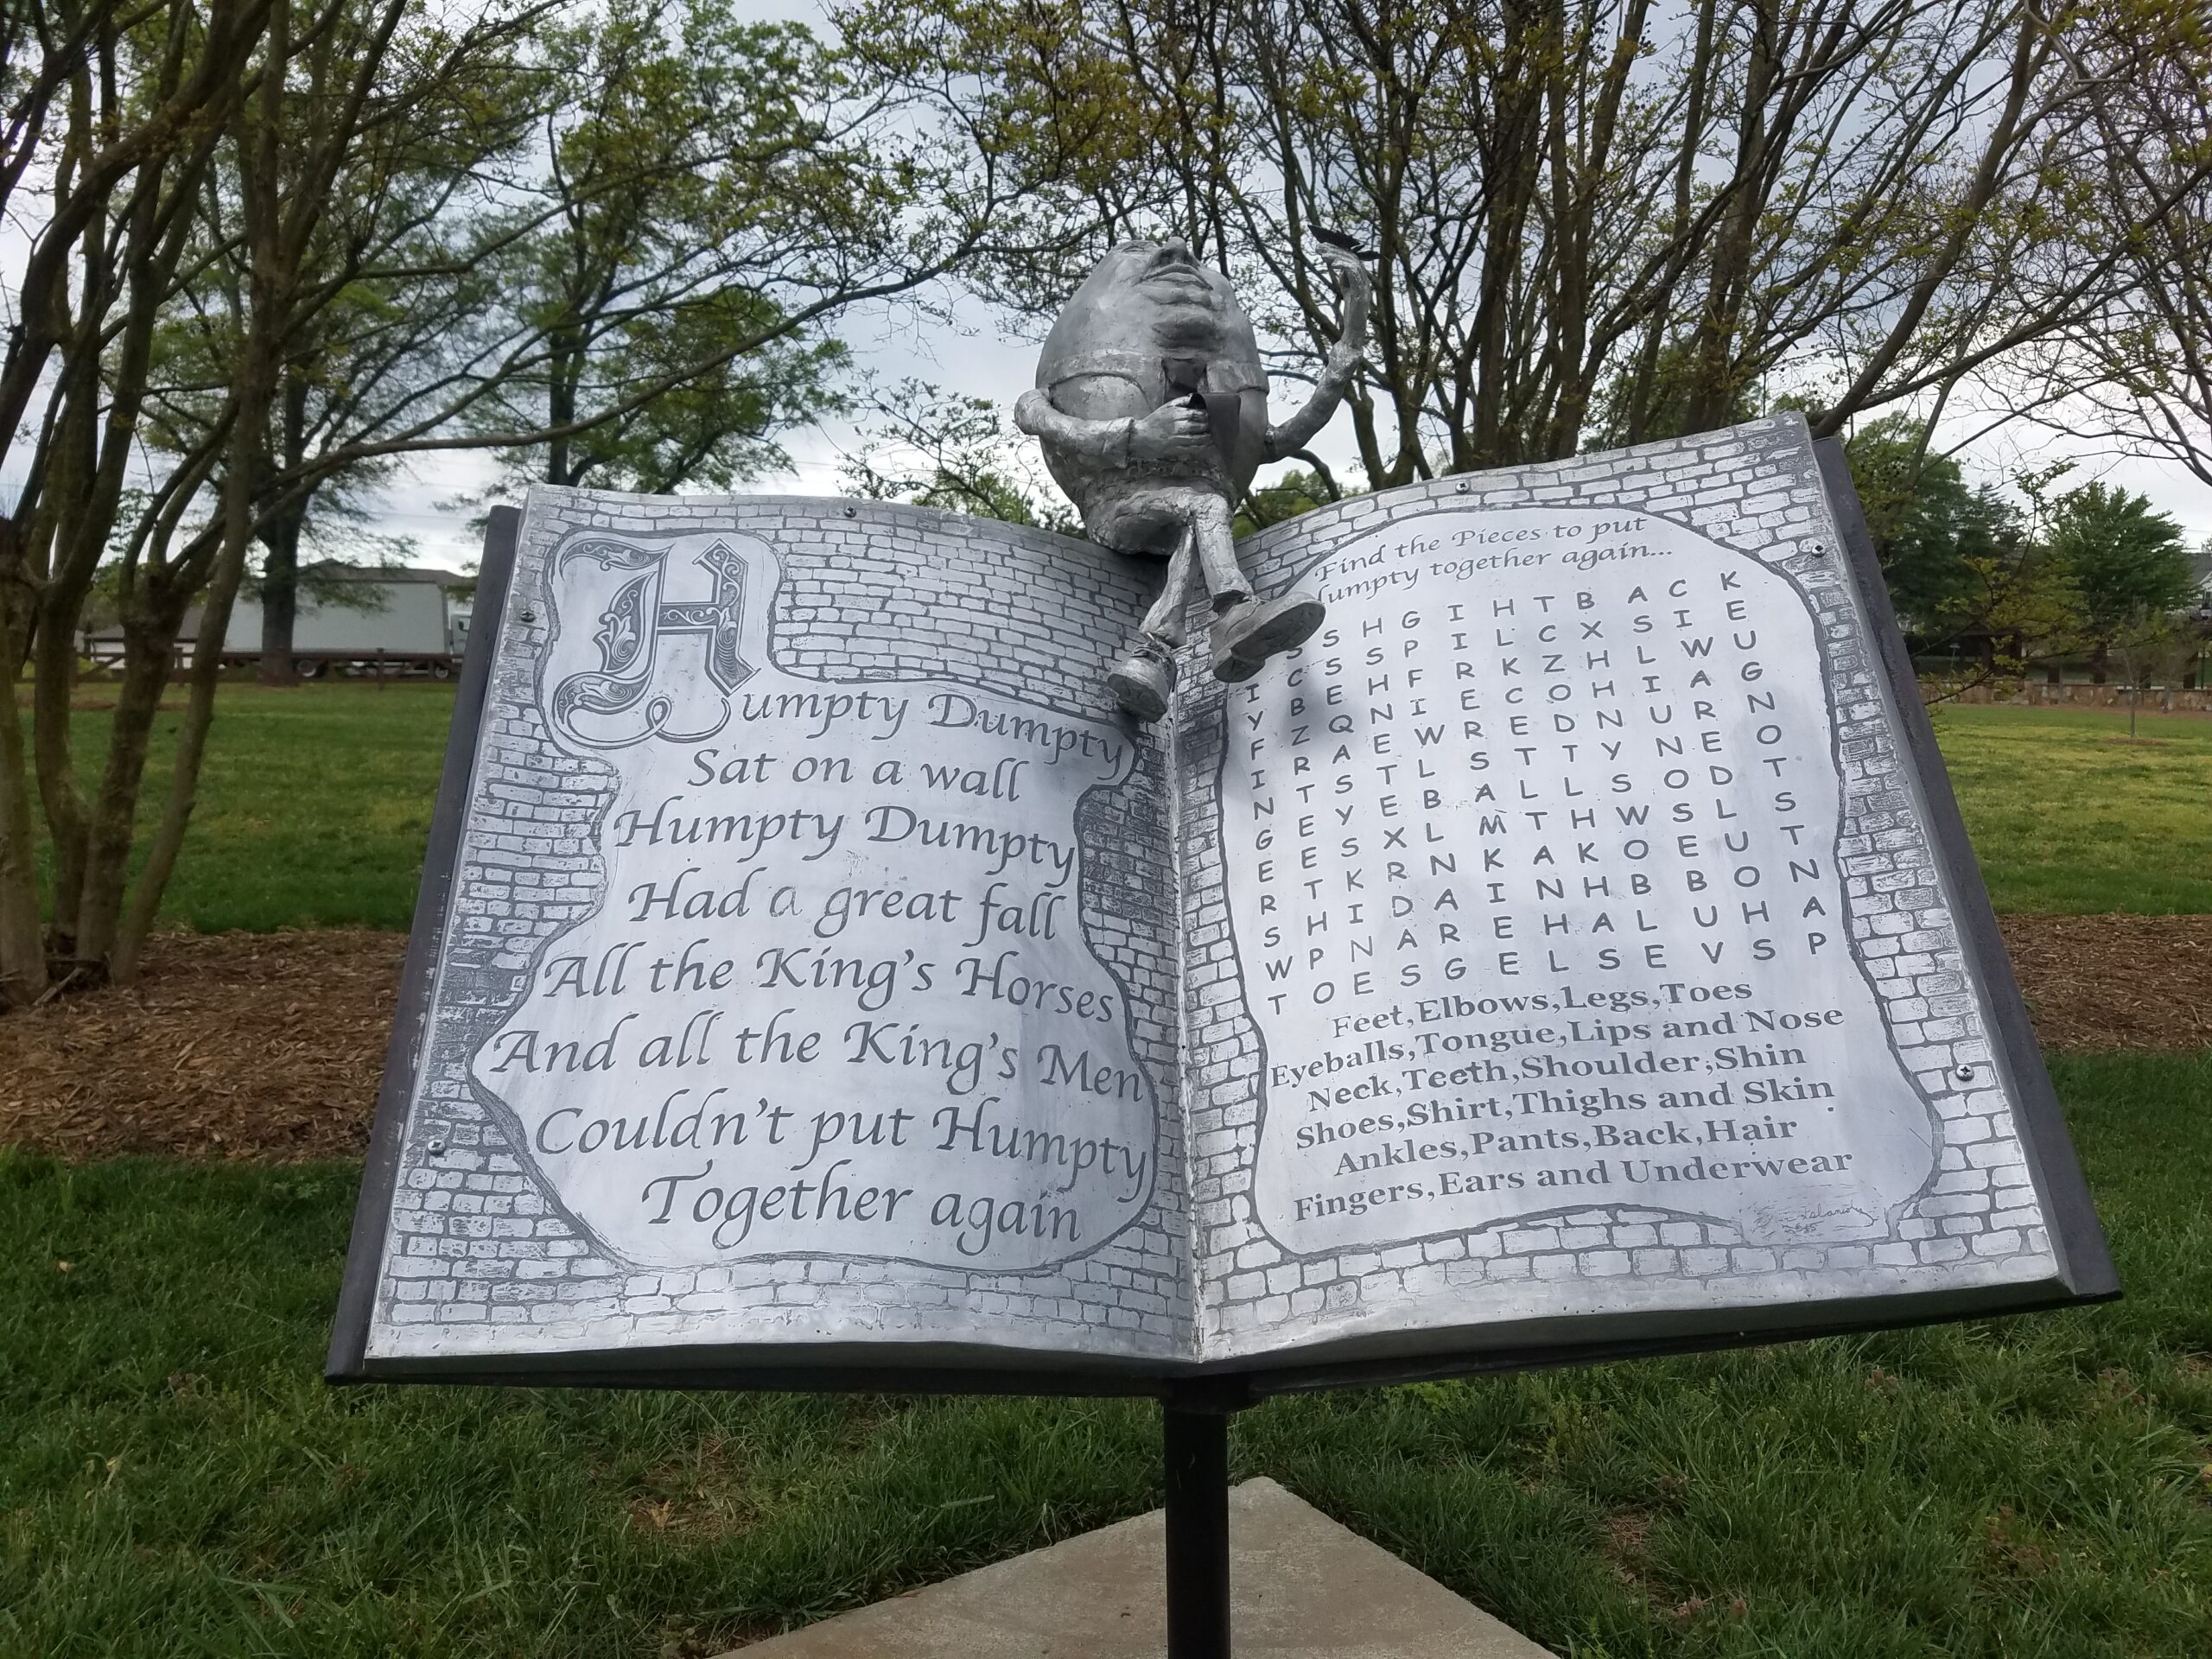 Humpty Dumpty
Sat on a wall
Humpty Dumpty
Had a great fall
All the King's Horses
And all the King's Men
Couldn't put Humpty
Together again
Find the Pieces to put
umpty together again...
S S H G I H T B A C K
I C S S P I L C X S I E
Y B E H F R K Z H L W U
F Z Q N I E C O H I A G
I R A E W R E D N U R N
N T S T L S T T Y N E O
G E Y E B A L L S O D T
E E S X L M T H W S L S
R T K R N K A K O E U T
S H I D A I N H B B O N
W P N A R E H A L U H A
T O E S G E L S E V S P
Feet,Elbows,Legs,Toes
Eyeballs,Tongue,Lips and Nose
Neck,Teeth,Shoulder,Shin
Shoes,Shirt,Thighs and Skin
Ankles,Pants,Back,Hair
Fingers,Ears and Underwear